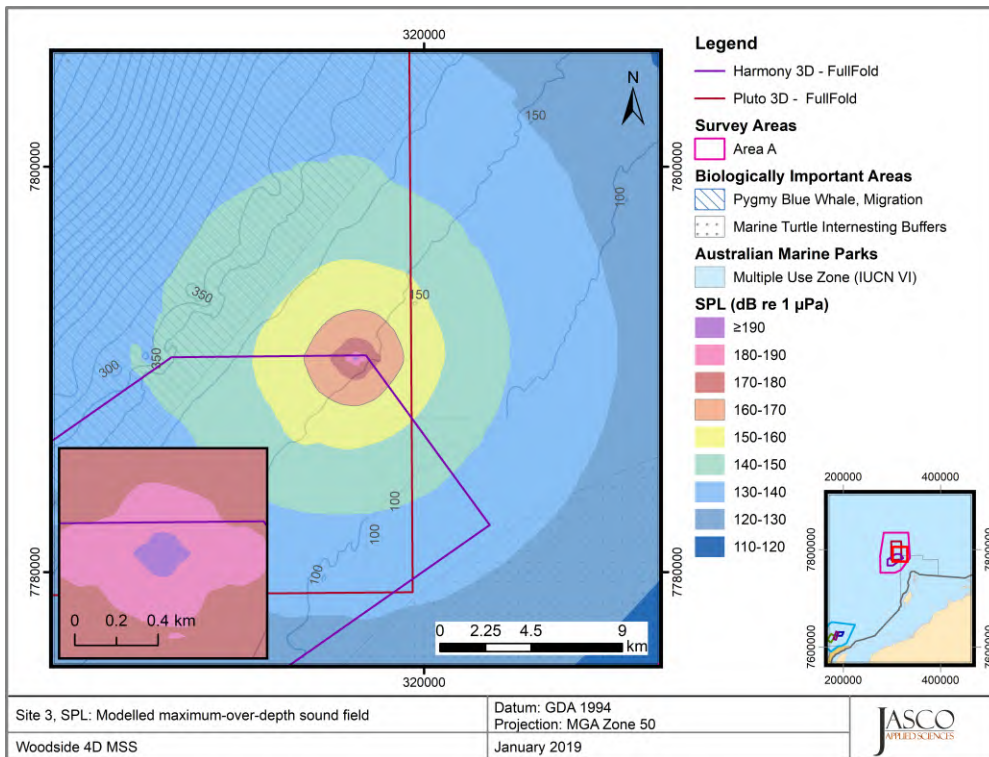 320000
N
7800000
7800000
7780000
7780000
320000
150
100
350
150
350
300
100
100
100
0 0.2 0.4 km
0 2.25 4.5 9
km
Legend
Harmony 3D - FullFold
Pluto 3D - FullFold
Survey Areas
Area A
Biologically Important Areas
Pygmy Blue Whale, Migration
Marine Turtle Internesting Buffers
Australian Marine Parks
Multiple Use Zone (IUCN VI)
SPL (dB re 1 µPa)
≥190
180-190
170-180
160-170
150-160
140-150
130-140
120-130
110-120
200000 400000
7800000
7800000
7600000
7600000
200000 400000
Site 3, SPL: Modelled maximum-over-depth sound field
Datum: GDA 1994
Projection: MGA Zone 50
Woodside 4D MSS
January 2019
JASCO
APPLIED SCIENCES